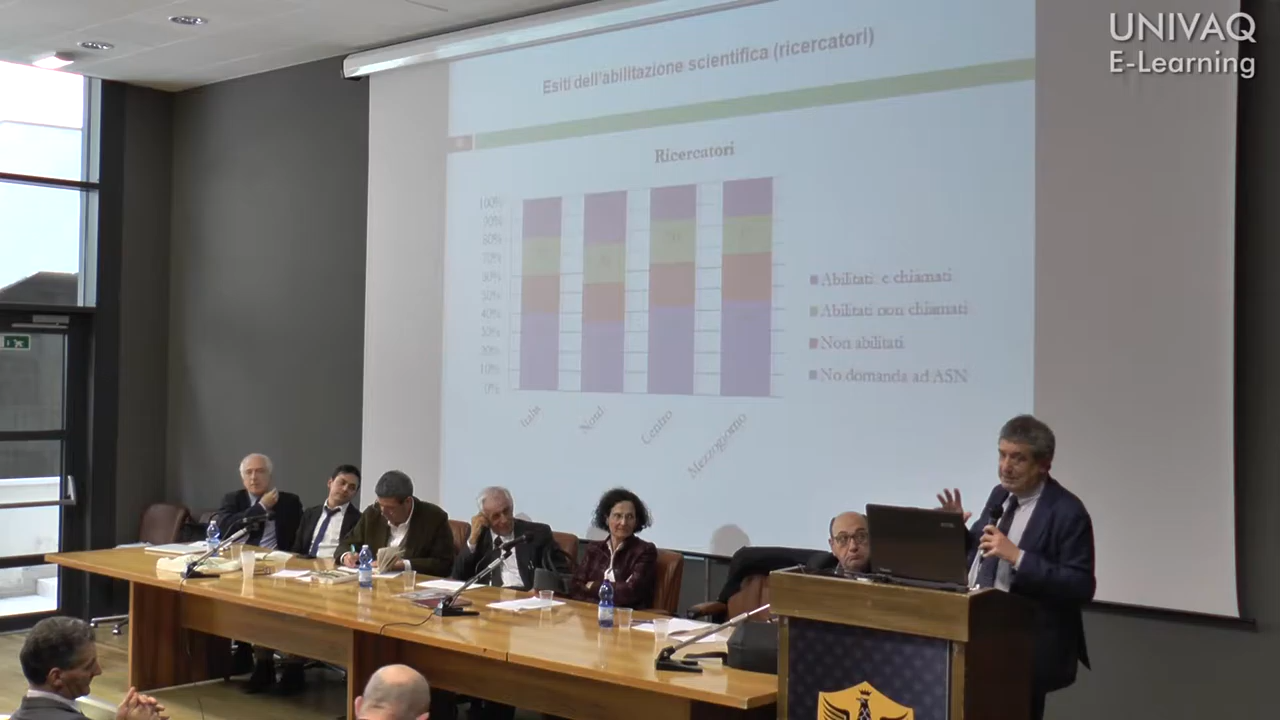 UNIVAQ
E-Learning
Esiti dell'abilitazione scientifica (ricercatori)
Ricercatori
100%
90%
80%
70%
60%
50%
40%
30%
20%
10%
0%
Italia
Nord
Centro
Mezzogiorno
Abilitati e chiamati
Abilitati non chiamati
Non abilitati
No domanda ad ASN